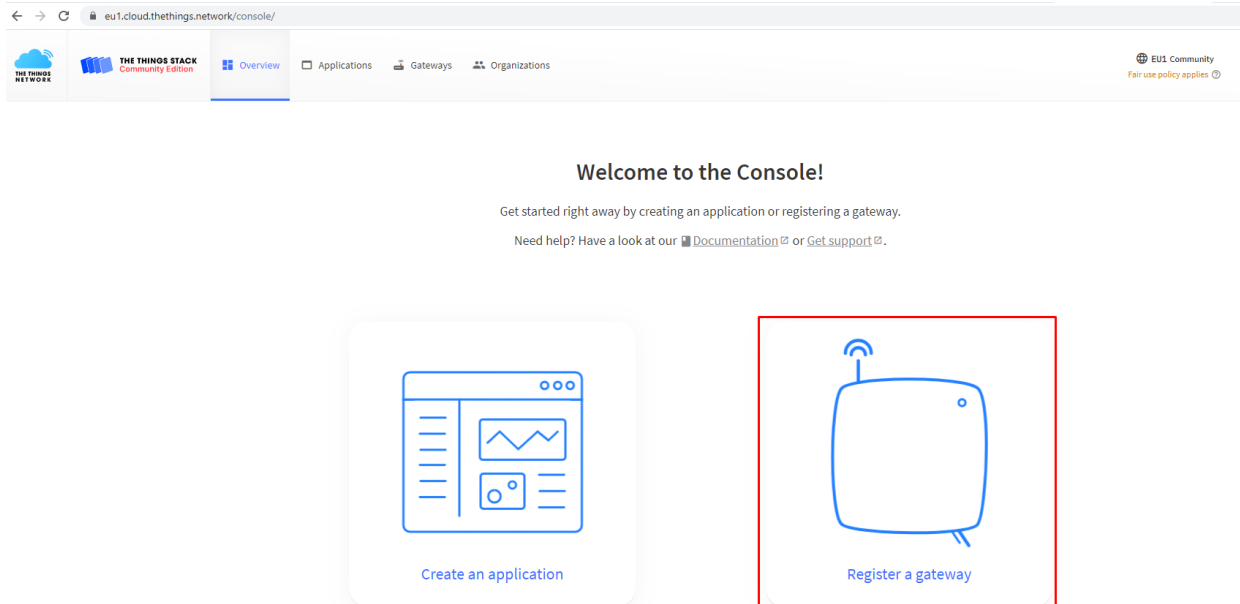 eu1.cloud.thethings.network/console/
THE THINGS
NETWORK
THE THINGS STACK
Community Edition
Overview
Applications
Gateways
Organizations
EU1 Community
Fair use policy applies
Welcome to the Console!
Get started right away by creating an application or registering a gateway.
Need help? Have a look at our Documentation or Get support.
Create an application
Register a gateway